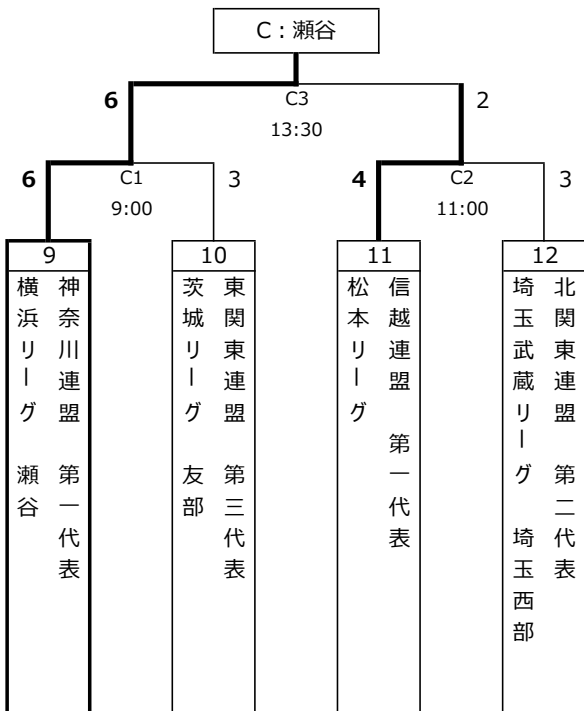 C：瀬谷
6
C3
2
13:30
6
C1
3
4
C2
3
9:00
11:00
9
10
11
12
神奈川連盟　第一代表
横浜リーグ　瀬谷
東関東連盟　第三代表
茨城リーグ　友部
信越連盟　第一代表
松本リーグ
北関東連盟　第二代表
埼玉武蔵リーグ　埼玉西部